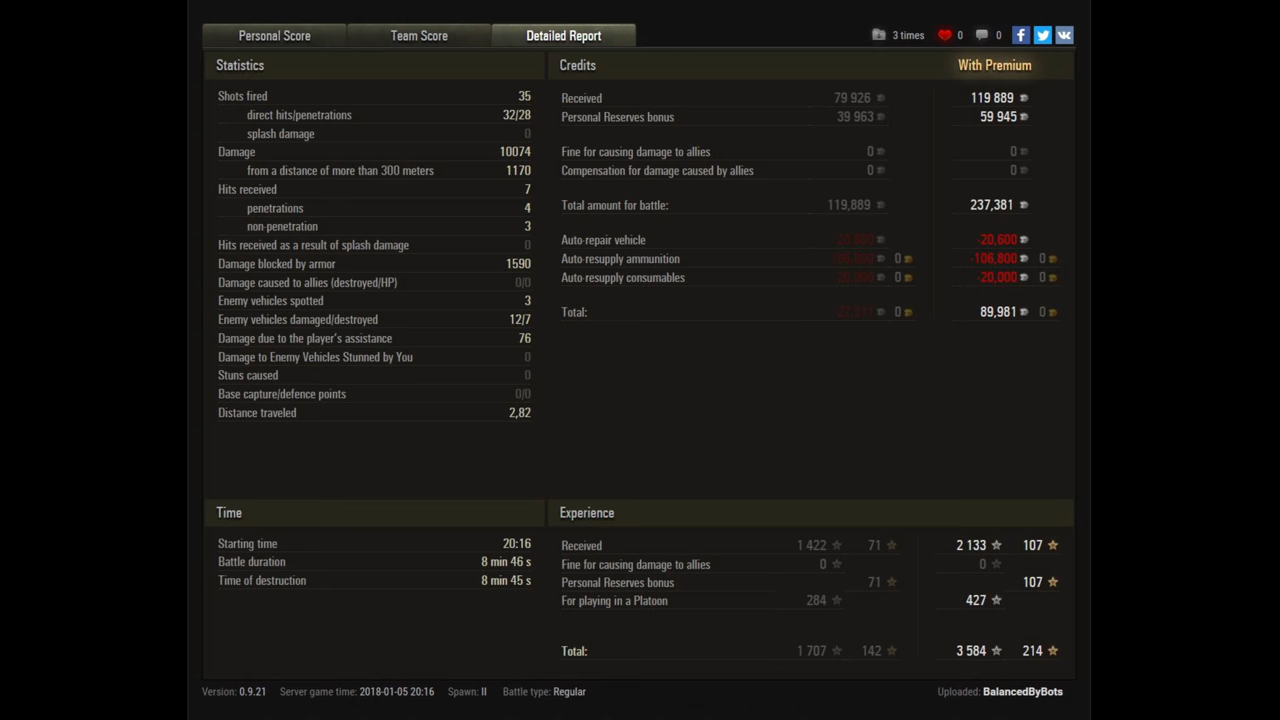 Personal Score Team Score Detailed Report 3 times 0 0
Statistics
Shots fired 35
direct hits/penetrations 32/28
splash damage 0
Damage 10074
from a distance of more than 300 meters 1170
Hits received 7
penetrations 4
non-penetration 3
Hits received as a result of splash damage 0
Damage blocked by armor 1590
Damage caused to allies (destroyed/HP) 0/0
Enemy vehicles spotted 3
Enemy vehicles damaged/destroyed 12/7
Damage due to the player's assistance 76
Damage to Enemy Vehicles Stunned by You 0
Stuns caused 0
Base capture/defence points 0/0
Distance traveled 2,82
Credits With Premium
Received 79 926 119 889
Personal Reserves bonus 39 963 59 945
Fine for causing damage to allies 0 0
Compensation for damage caused by allies 0 0
Total amount for battle: 119,889 237,381
Auto-repair vehicle -20,600
Auto-resupply ammunition 0 -106,800 0
Auto-resupply consumables 0 -20,000 0
Total: 0 89,981 0
Time
Starting time 20:16
Battle duration 8 min 46 s
Time of destruction 8 min 45 s
Experience
Received 1 422 71 2 133 107
Fine for causing damage to allies 0 0
Personal Reserves bonus 71 107
For playing in a Platoon 284 427
Total: 1 707 142 3 584 214
Version: 0.9.21 Server game time: 2018-01-05 20:16 Spawn: II Battle type: Regular Uploaded: BalancedByBots